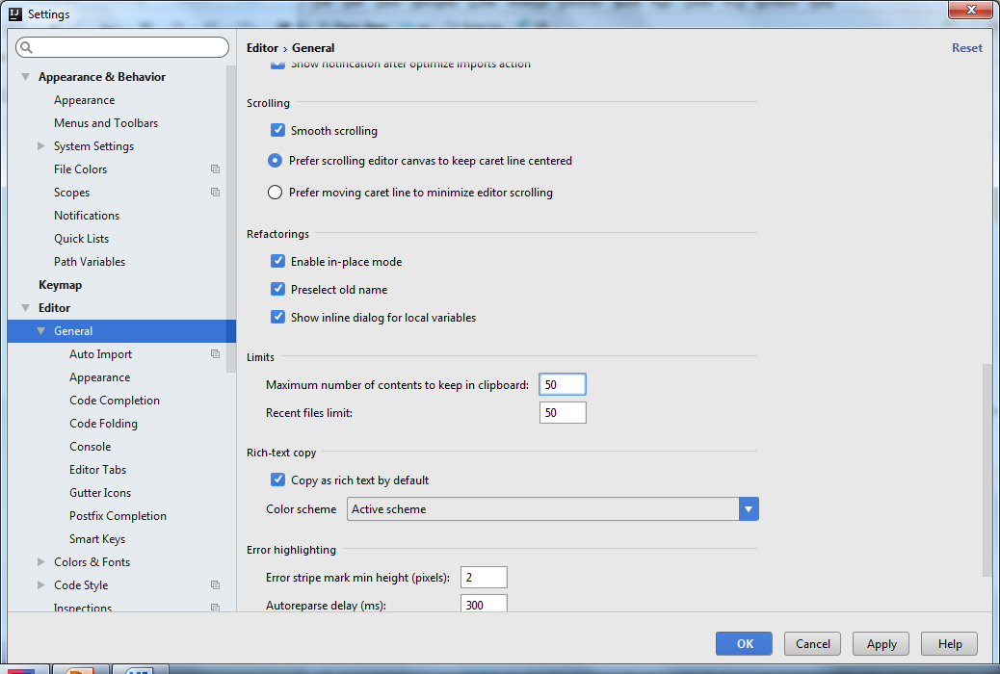 Settings
Editor › General
Reset
Appearance & Behavior
Appearance
Menus and Toolbars
System Settings
File Colors
Scopes
Notifications
Quick Lists
Path Variables
Keymap
Editor
General
Auto Import
Appearance
Code Completion
Code Folding
Console
Editor Tabs
Gutter Icons
Postfix Completion
Smart Keys
Colors & Fonts
Code Style
Inspections
Show notification after optimize imports action
Scrolling
Smooth scrolling
Prefer scrolling editor canvas to keep caret line centered
Prefer moving caret line to minimize editor scrolling
Refactorings
Enable in-place mode
Preselect old name
Show inline dialog for local variables
Limits
Maximum number of contents to keep in clipboard: 50
Recent files limit: 50
Rich-text copy
Copy as rich text by default
Color scheme Active scheme
Error highlighting
Error stripe mark min height (pixels): 2
Autoreparse delay (ms): 300
OK Cancel Apply Help